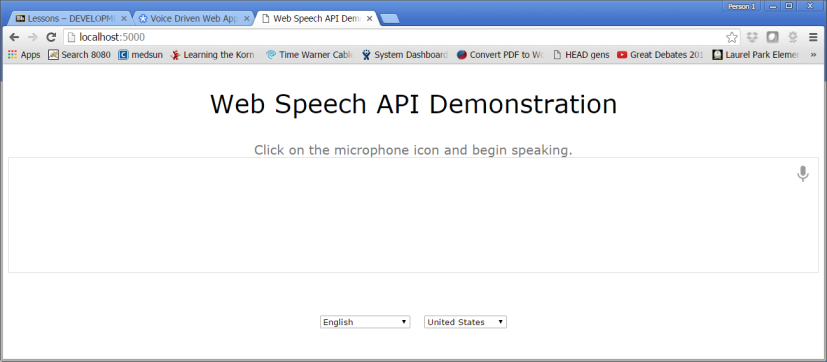 Person 1
Lessons – DEVELOPM
Voice Driven Web App
Web Speech API Dem
localhost:5000
Apps
Search 8080
medsun
Learning the Korn
Time Warner Cabl
System Dashboard
Convert PDF to Wo
HEAD gens
Great Debates 201
Laurel Park Elemen
»
Web Speech API Demonstration
Click on the microphone icon and begin speaking.
English
United States